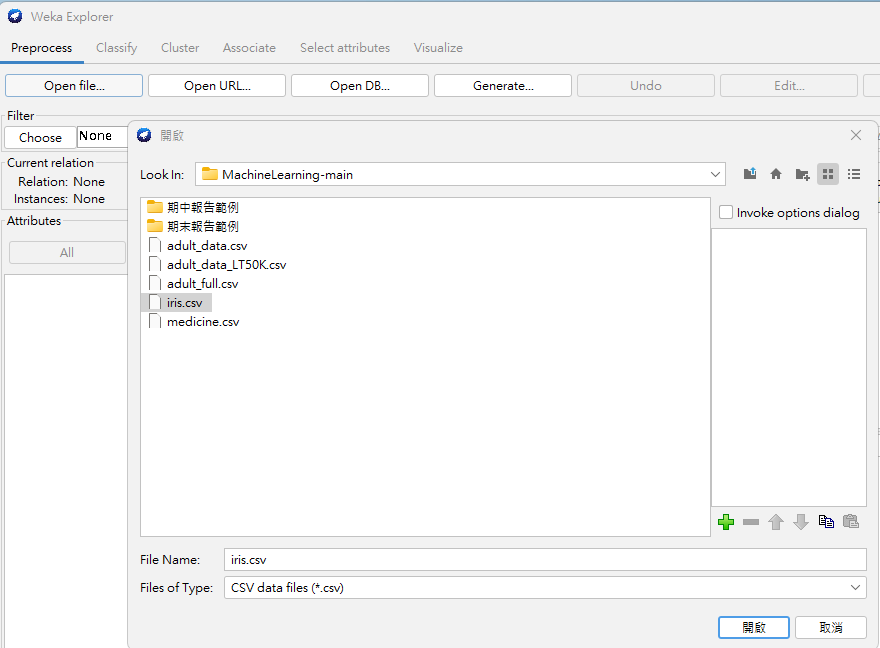 Weka Explorer
Preprocess Classify Cluster Associate Select attributes Visualize
Open file... Open URL... Open DB... Generate... Undo Edit...
Filter
Choose None
Current relation
Relation: None
Instances: None
Attributes
All
開啟
Look In: MachineLearning-main
期中報告範例
期末報告範例
adult_data.csv
adult_data_LT50K.csv
adult_full.csv
iris.csv
medicine.csv
Invoke options dialog
File Name: iris.csv
Files of Type: CSV data files (*.csv)
開啟 取消